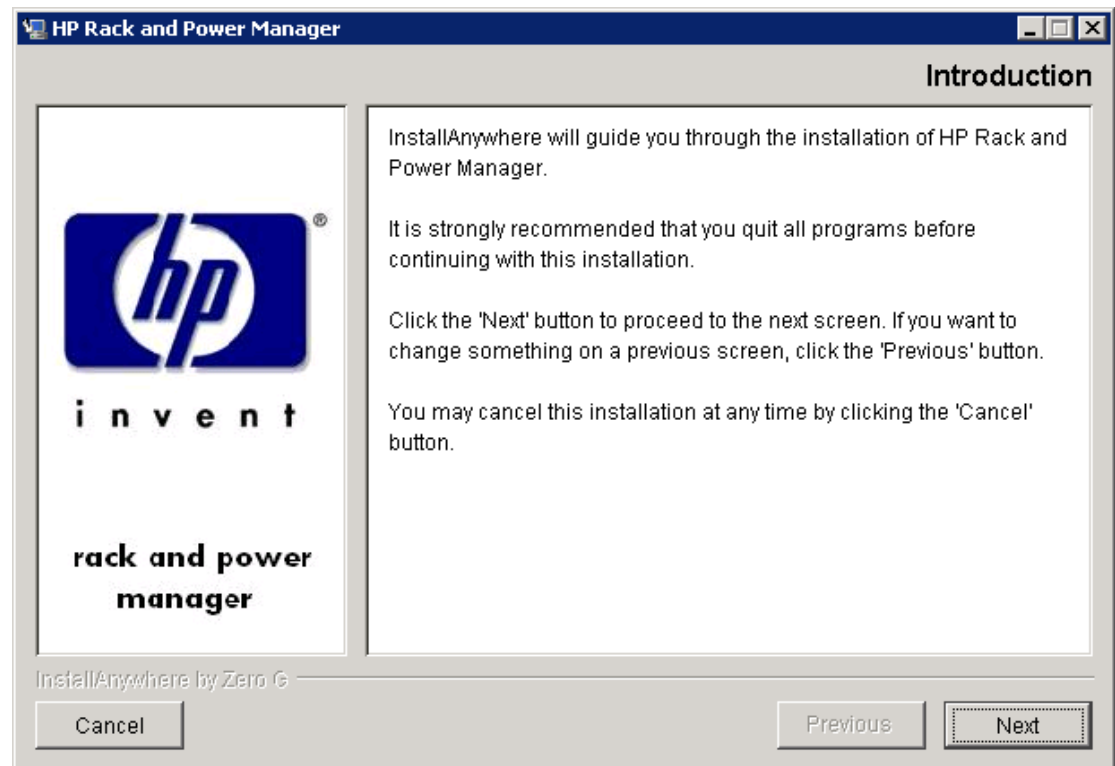 HP Rack and Power Manager
Introduction
hp
®
invent
rack and power
manager
InstallAnywhere will guide you through the installation of HP Rack and
Power Manager.
It is strongly recommended that you quit all programs before
continuing with this installation.
Click the 'Next' button to proceed to the next screen. If you want to
change something on a previous screen, click the 'Previous' button.
You may cancel this installation at any time by clicking the 'Cancel'
button.
InstallAnywhere by Zero G
Cancel
Previous
Next